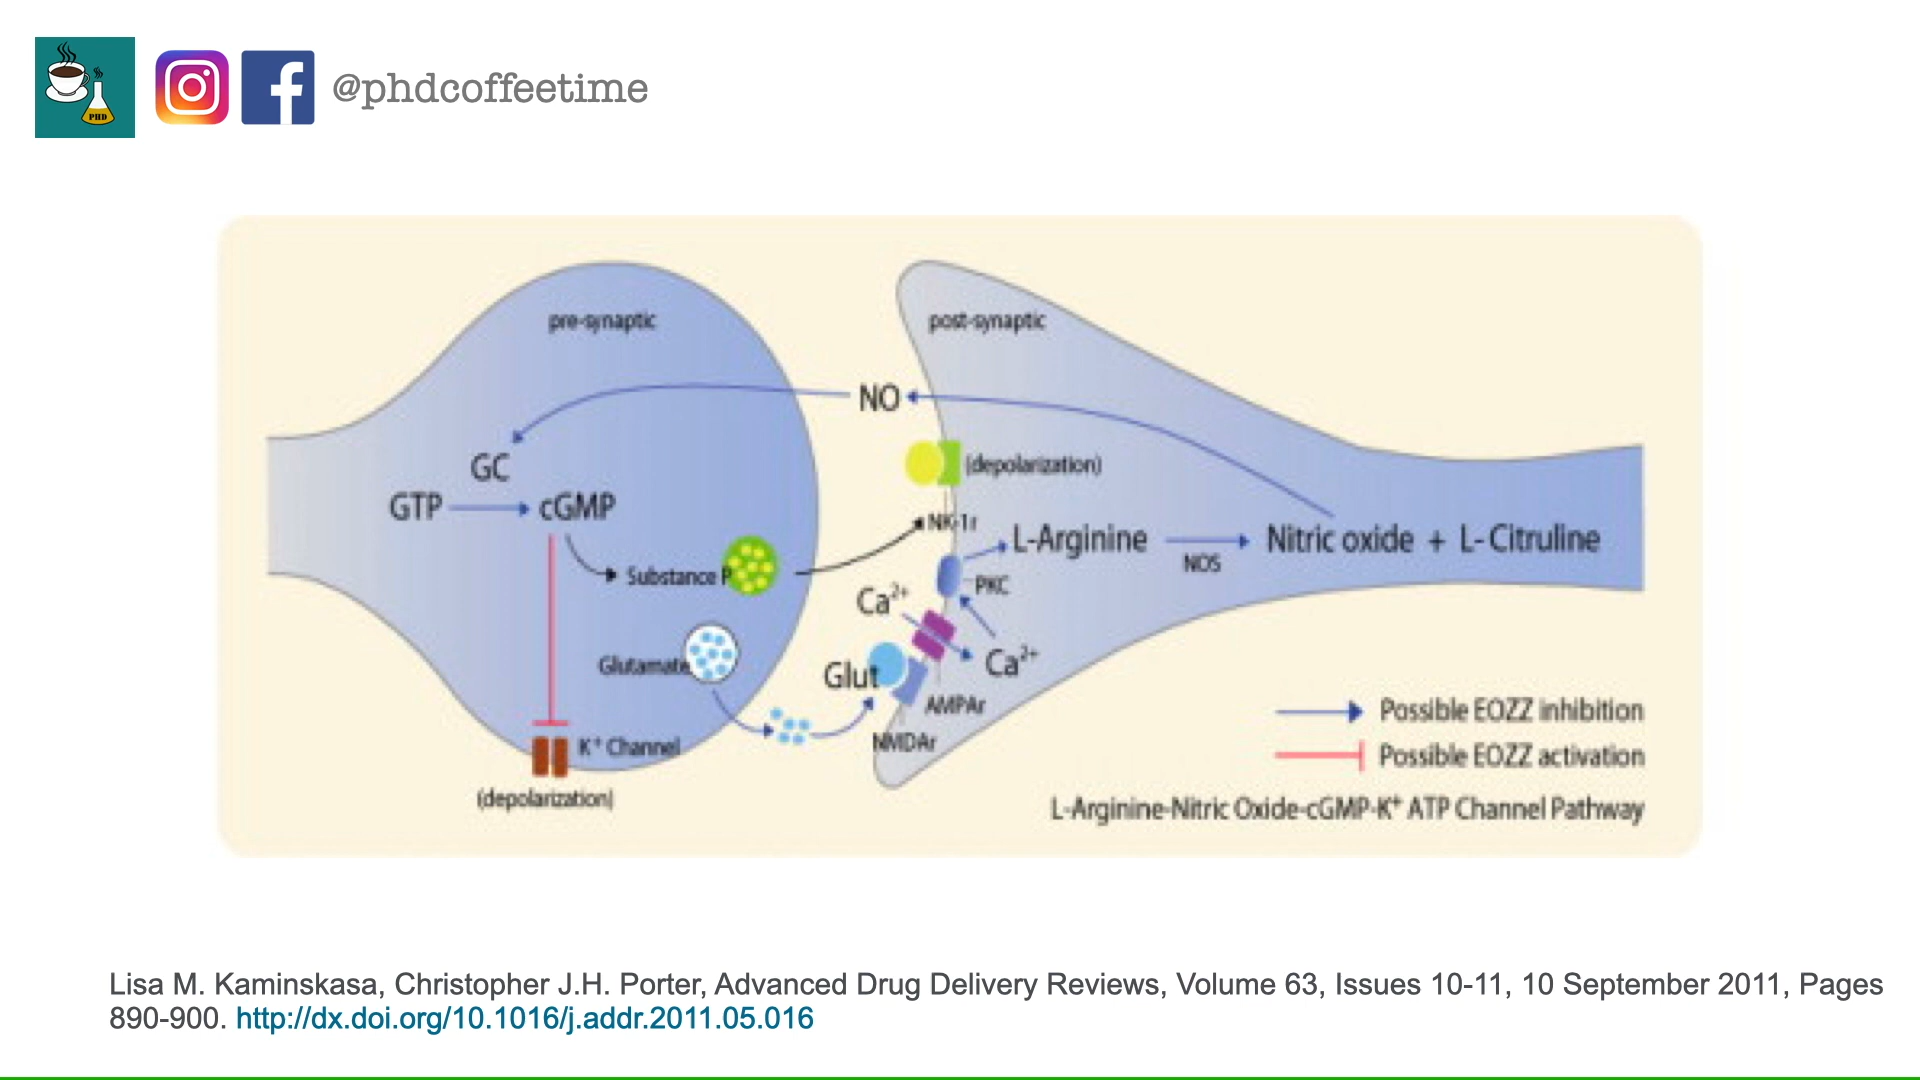 PHD
@phdcoffeetime
pre-synaptic
post-synaptic
NO
GC
(depolarization)
GTP
cGMP
NK-1r
L-Arginine
NOS
Nitric oxide + L-Citruline
Substance P
PKC
Ca²⁺
Ca²⁺
Glutamate
Glut
AMPAr
NMDAr
K⁺ Channel
(depolarization)
Possible EOZZ inhibition
Possible EOZZ activation
L-Arginine-Nitric Oxide-cGMP-K⁺ ATP Channel Pathway
Lisa M. Kaminskasa, Christopher J.H. Porter, Advanced Drug Delivery Reviews, Volume 63, Issues 10-11, 10 September 2011, Pages
890-900. http://dx.doi.org/10.1016/j.addr.2011.05.016